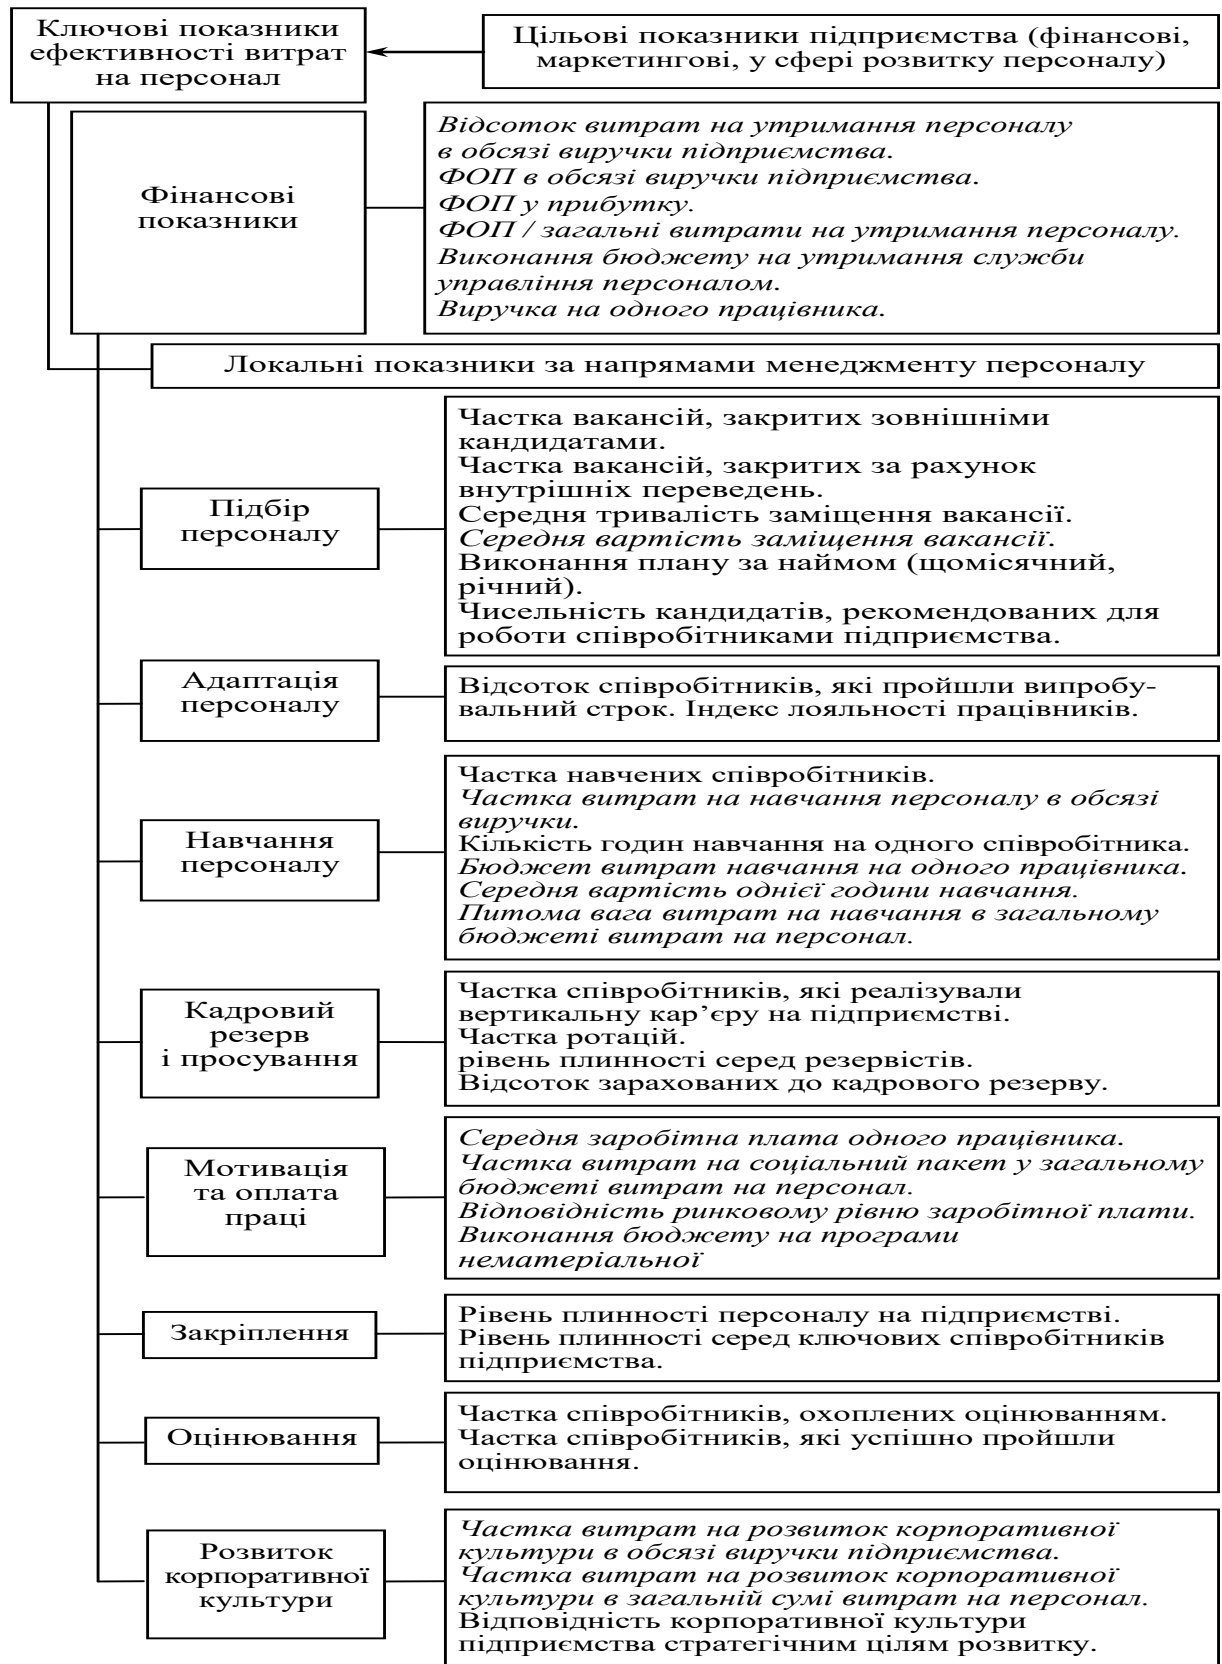 Ключові показники
ефективності витрат
на персонал
Цільові показники підприємства (фінансові,
маркетингові, у сфері розвитку персоналу)
Фінансові
показники
Відсоток витрат на утримання персоналу
в обсязі виручки підприємства.
ФОП в обсязі виручки підприємства.
ФОП у прибутку.
ФОП / загальні витрати на утримання персоналу.
Виконання бюджету на утримання служби
управління персоналом.
Виручка на одного працівника.
Локальні показники за напрямами менеджменту персоналу
Підбір
персоналу
Частка вакансій, закритих зовнішніми
кандидатами.
Частка вакансій, закритих за рахунок
внутрішніх переведень.
Середня тривалість заміщення вакансії.
Середня вартість заміщення вакансії.
Виконання плану за наймом (щомісячний,
річний).
Чисельність кандидатів, рекомендованих для
роботи співробітниками підприємства.
Адаптація
персоналу
Відсоток співробітників, які пройшли випробу-
вальний строк. Індекс лояльності працівників.
Навчання
персоналу
Частка навчених співробітників.
Частка витрат на навчання персоналу в обсязі
виручки.
Кількість годин навчання на одного співробітника.
Бюджет витрат навчання на одного працівника.
Середня вартість однієї години навчання.
Питома вага витрат на навчання в загальному
бюджеті витрат на персонал.
Кадровий
резерв
і просування
Частка співробітників, які реалізували
вертикальну кар’єру на підприємстві.
Частка ротацій.
рівень плинності серед резервістів.
Відсоток зарахованих до кадрового резерву.
Мотивація
та оплата
праці
Середня заробітна плата одного працівника.
Частка витрат на соціальний пакет у загальному
бюджеті витрат на персонал.
Відповідність ринковому рівню заробітної плати.
Виконання бюджету на програми
нематеріальної
Закріплення
Рівень плинності персоналу на підприємстві.
Рівень плинності серед ключових співробітників
підприємства.
Оцінювання
Частка співробітників, охоплених оцінюванням.
Частка співробітників, які успішно пройшли
оцінювання.
Розвиток
корпоративної
культури
Частка витрат на розвиток корпоративної
культури в обсязі виручки підприємства.
Частка витрат на розвиток корпоративної
культури в загальній сумі витрат на персонал.
Відповідність корпоративної культури
підприємства стратегічним цілям розвитку.